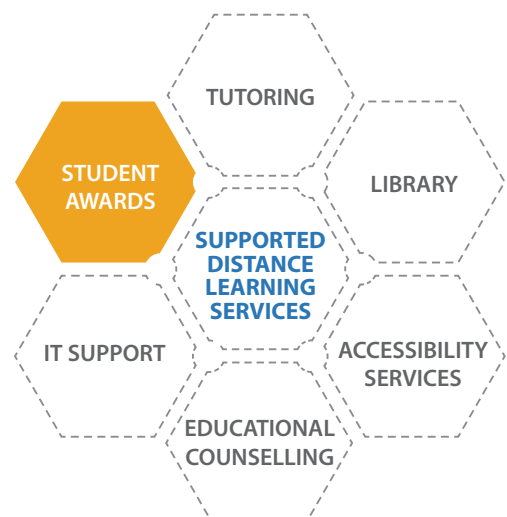 TUTORING
STUDENT
AWARDS
LIBRARY
SUPPORTED
DISTANCE
LEARNING
SERVICES
IT SUPPORT
ACCESSIBILITY
SERVICES
EDUCATIONAL
COUNSELLING